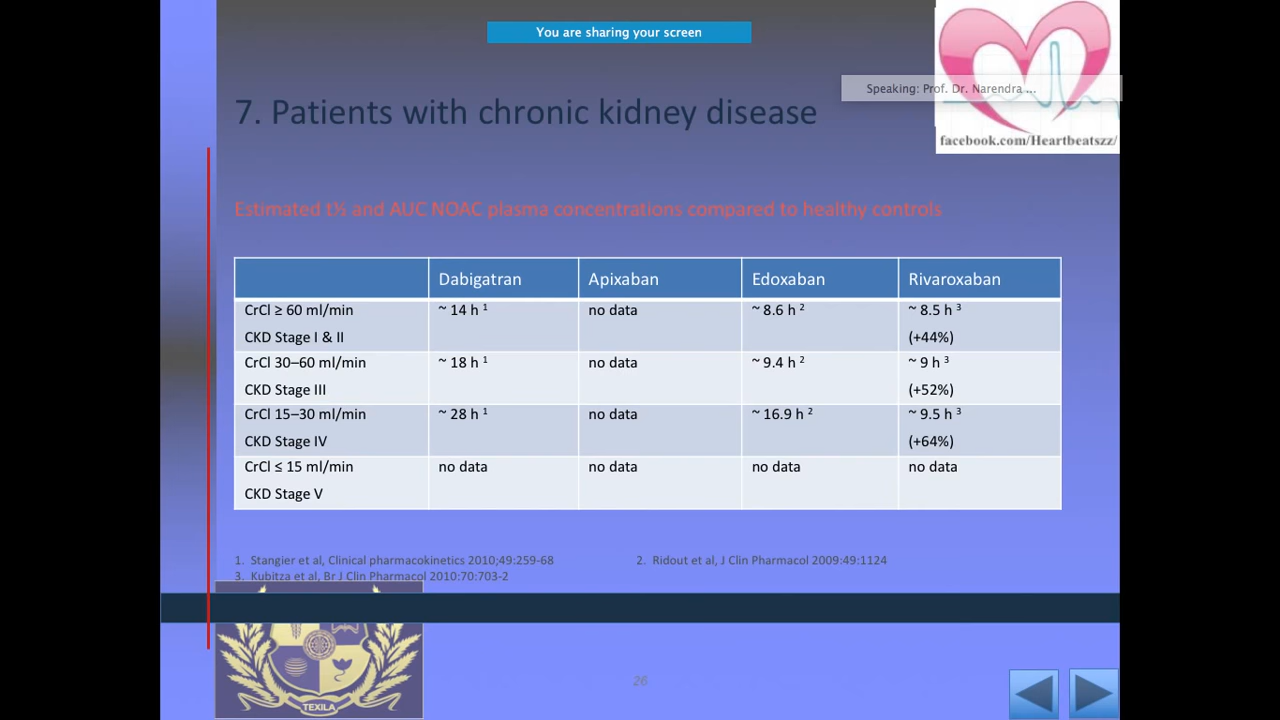 You are sharing your screen
Speaking: Prof. Dr. Narendra ...
7. Patients with chronic kidney disease
facebook.com/Heartbeatszz/
Estimated t½ and AUC NOAC plasma concentrations compared to healthy controls
Dabigatran Apixaban Edoxaban Rivaroxaban
CrCl ≥ 60 ml/min ~ 14 h ¹ no data ~ 8.6 h ² ~ 8.5 h ³
CKD Stage I & II (+44%)
CrCl 30–60 ml/min ~ 18 h ¹ no data ~ 9.4 h ² ~ 9 h ³
CKD Stage III (+52%)
CrCl 15–30 ml/min ~ 28 h ¹ no data ~ 16.9 h ² ~ 9.5 h ³
CKD Stage IV (+64%)
CrCl ≤ 15 ml/min no data no data no data no data
CKD Stage V
1. Stangier et al, Clinical pharmacokinetics 2010;49:259-68 2. Ridout et al, J Clin Pharmacol 2009:49:1124
3. Kubitza et al, Br J Clin Pharmacol 2010:70:703-2
26
TEXILA